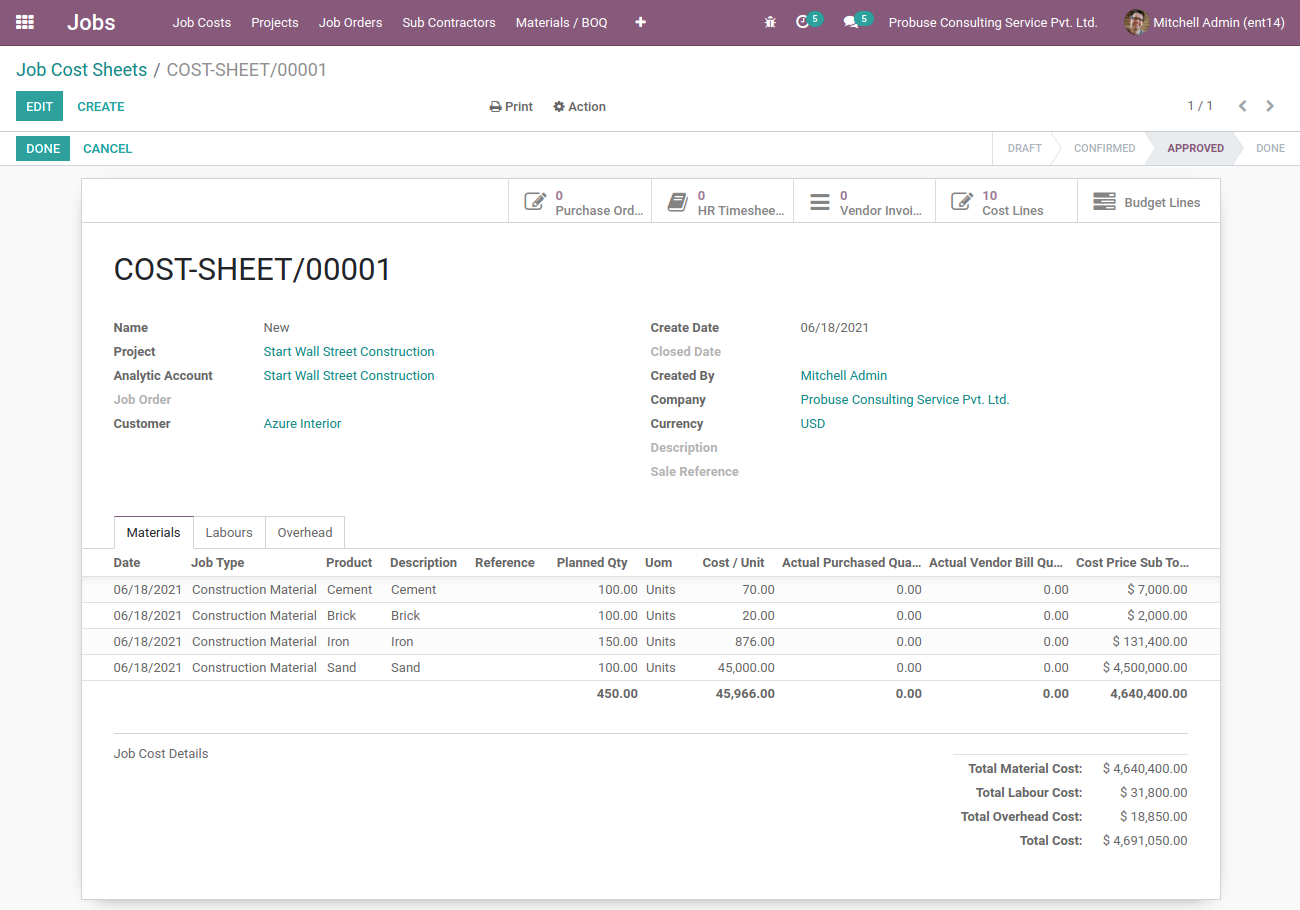 Jobs Job Costs Projects Job Orders Sub Contractors Materials / BOQ 5 5 Probuse Consulting Service Pvt. Ltd. Mitchell Admin (ent14)
Job Cost Sheets / COST-SHEET/00001
EDIT CREATE Print Action 1 / 1
DONE CANCEL DRAFT CONFIRMED APPROVED DONE
0 0 0 10
Purchase Ord... HR Timeshee... Vendor Invoi... Cost Lines Budget Lines
COST-SHEET/00001
Name New Create Date 06/18/2021
Project Start Wall Street Construction Closed Date
Analytic Account Start Wall Street Construction Created By Mitchell Admin
Job Order Company Probuse Consulting Service Pvt. Ltd.
Customer Azure Interior Currency USD
Description
Sale Reference
Materials Labours Overhead
Date Job Type Product Description Reference Planned Qty Uom Cost / Unit Actual Purchased Qua... Actual Vendor Bill Qu... Cost Price Sub To...
06/18/2021 Construction Material Cement Cement 100.00 Units 70.00 0.00 0.00 $ 7,000.00
06/18/2021 Construction Material Brick Brick 100.00 Units 20.00 0.00 0.00 $ 2,000.00
06/18/2021 Construction Material Iron Iron 150.00 Units 876.00 0.00 0.00 $ 131,400.00
06/18/2021 Construction Material Sand Sand 100.00 Units 45,000.00 0.00 0.00 $ 4,500,000.00
450.00 45,966.00 0.00 0.00 4,640,400.00
Job Cost Details
Total Material Cost: $ 4,640,400.00
Total Labour Cost: $ 31,800.00
Total Overhead Cost: $ 18,850.00
Total Cost: $ 4,691,050.00